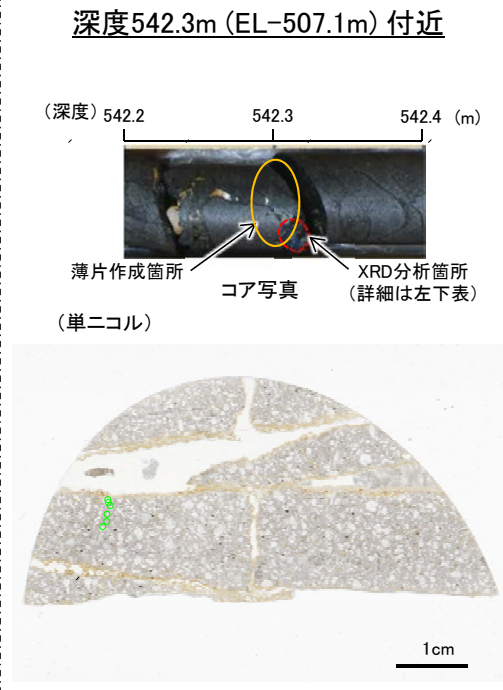 深度542.3m (EL-507.1m) 付近
(深度) 542.2 542.3 542.4 (m)
薄片作成箇所
コア写真
XRD分析箇所
(詳細は左下表)
(単ニコル)
1cm